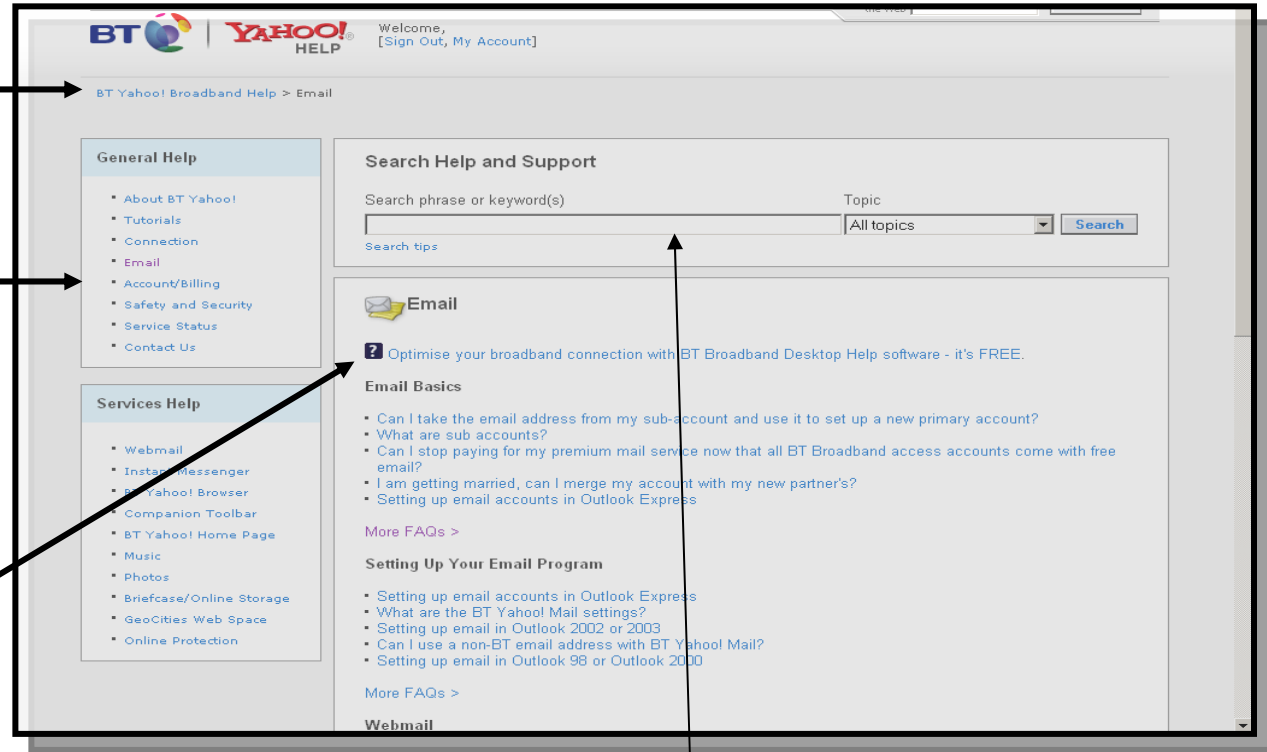 the Web
BT YAHOO!® HELP
Welcome,
[Sign Out, My Account]
BT Yahoo! Broadband Help > Email
General Help
About BT Yahoo!
Tutorials
Connection
Email
Account/Billing
Safety and Security
Service Status
Contact Us
Services Help
Webmail
Instant Messenger
BT Yahoo! Browser
Companion Toolbar
BT Yahoo! Home Page
Music
Photos
Briefcase/Online Storage
GeoCities Web Space
Online Protection
Search Help and Support
Search phrase or keyword(s)
Topic
All topics
Search
Search tips
Email
? Optimise your broadband connection with BT Broadband Desktop Help software - it's FREE.
Email Basics
Can I take the email address from my sub-account and use it to set up a new primary account?
What are sub accounts?
Can I stop paying for my premium mail service now that all BT Broadband access accounts come with free
email?
I am getting married, can I merge my account with my new partner's?
Setting up email accounts in Outlook Express
More FAQs >
Setting Up Your Email Program
Setting up email accounts in Outlook Express
What are the BT Yahoo! Mail settings?
Setting up email in Outlook 2002 or 2003
Can I use a non-BT email address with BT Yahoo! Mail?
Setting up email in Outlook 98 or Outlook 2000
More FAQs >
Webmail